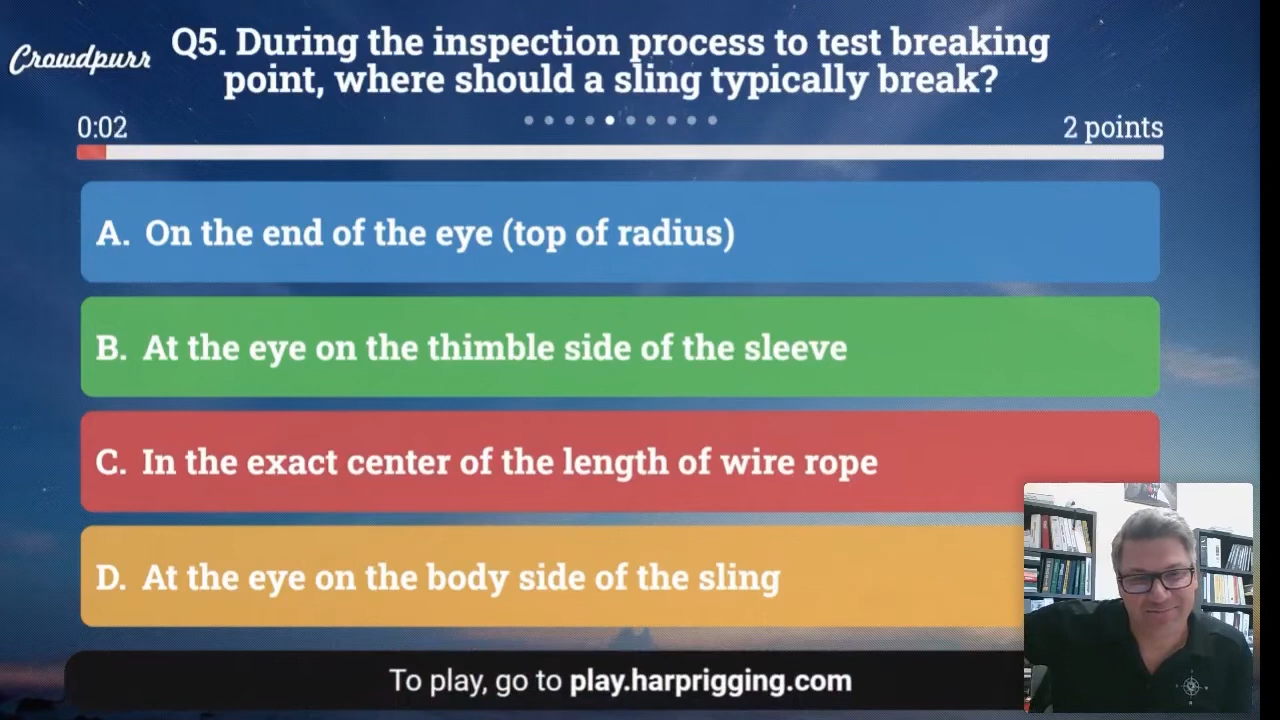 Crowdpurr
Q5. During the inspection process to test breaking
point, where should a sling typically break?
0:02
2 points
A. On the end of the eye (top of radius)
B. At the eye on the thimble side of the sleeve
C. In the exact center of the length of wire rope
D. At the eye on the body side of the sling
To play, go to play.harprigging.com